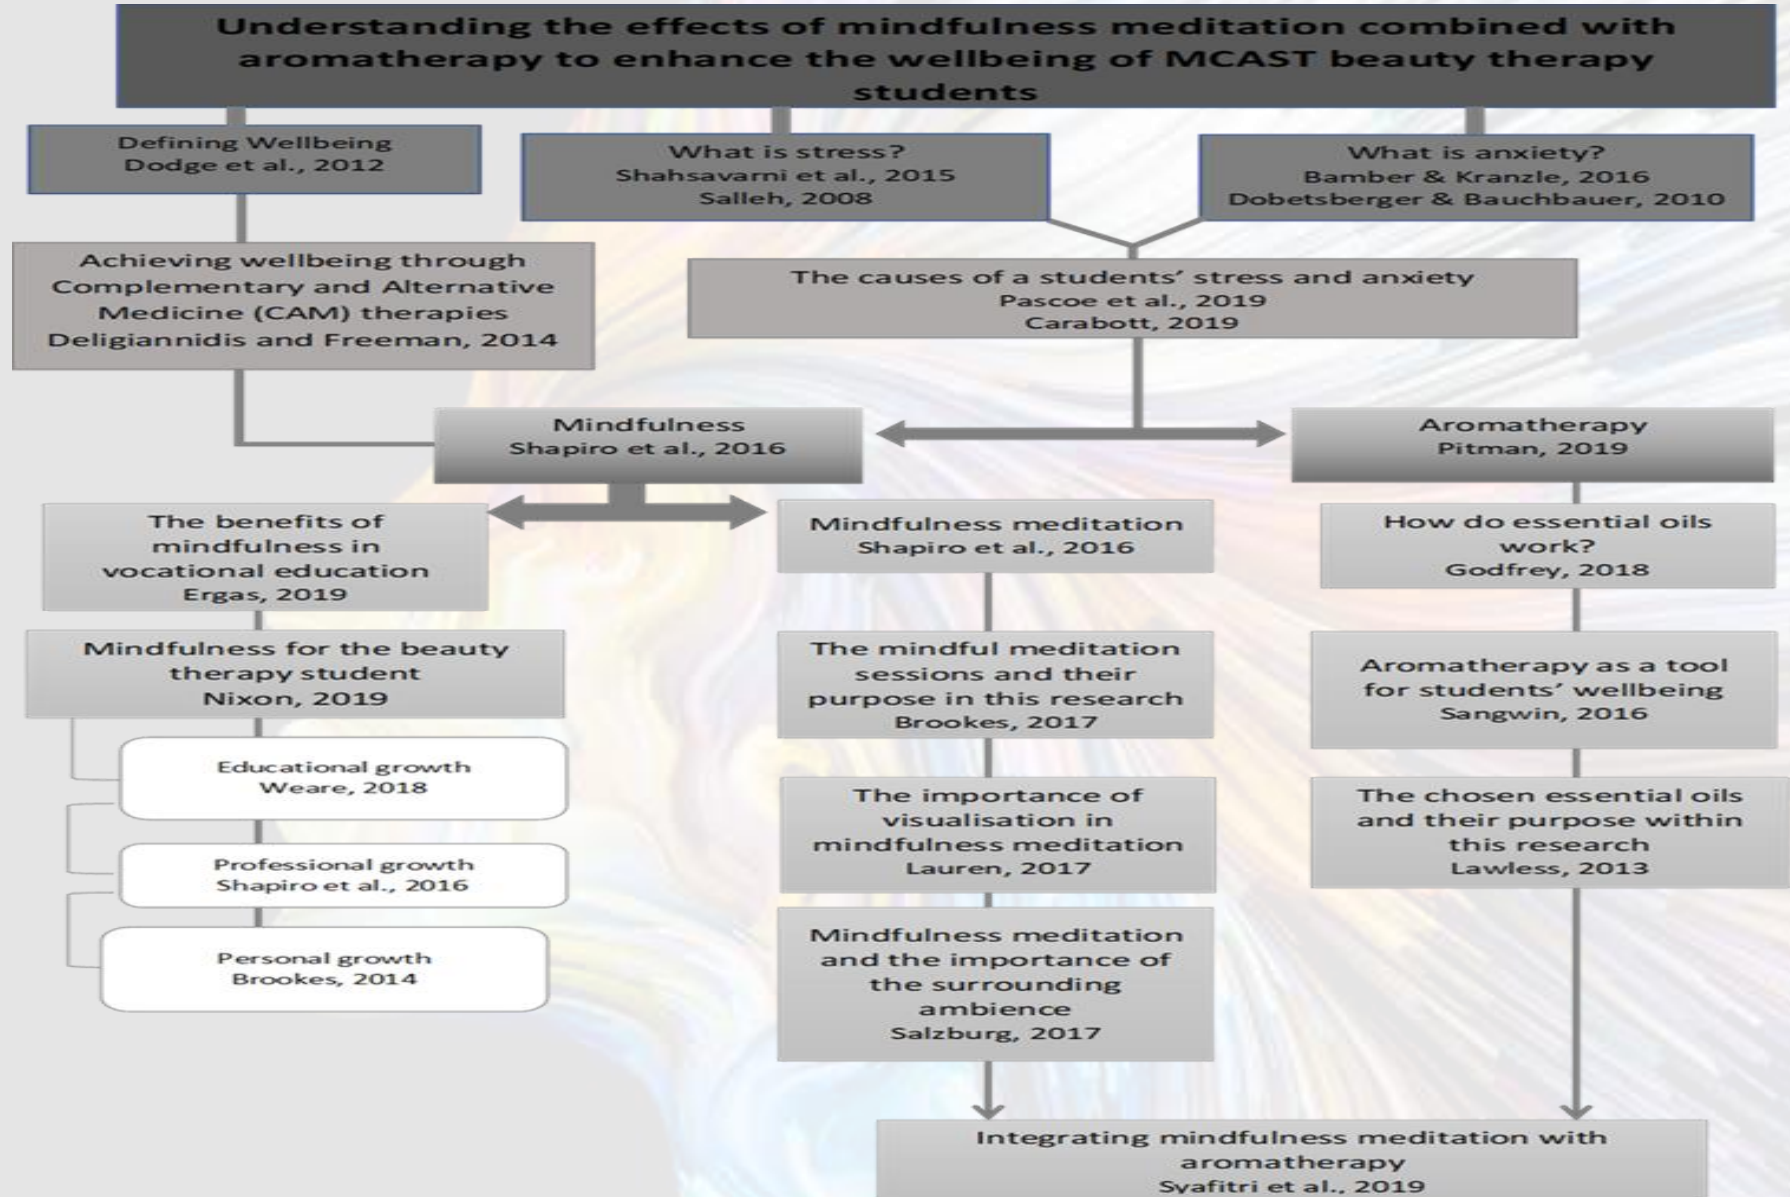 Understanding the effects of mindfulness meditation combined with
aromatherapy to enhance the wellbeing of MCAST beauty therapy
students
Defining Wellbeing
Dodge et al., 2012
What is stress?
Shahsavarni et al., 2015
Salleh, 2008
What is anxiety?
Bamber & Kranzle, 2016
Dobetsberger & Bauchbauer, 2010
Achieving wellbeing through
Complementary and Alternative
Medicine (CAM) therapies
Deligiannidis and Freeman, 2014
The causes of a students’ stress and anxiety
Pascoe et al., 2019
Carabott, 2019
Mindfulness
Shapiro et al., 2016
Aromatherapy
Pitman, 2019
The benefits of
mindfulness in
vocational education
Ergas, 2019
Mindfulness meditation
Shapiro et al., 2016
How do essential oils
work?
Godfrey, 2018
Mindfulness for the beauty
therapy student
Nixon, 2019
The mindful meditation
sessions and their
purpose in this research
Brookes, 2017
Aromatherapy as a tool
for students’ wellbeing
Sangwin, 2016
Educational growth
Weare, 2018
The importance of
visualisation in
mindfulness meditation
Lauren, 2017
The chosen essential oils
and their purpose within
this research
Lawless, 2013
Professional growth
Shapiro et al., 2016
Personal growth
Brookes, 2014
Mindfulness meditation
and the importance of
the surrounding
ambience
Salzburg, 2017
Integrating mindfulness meditation with
aromatherapy
Syafitri et al., 2019